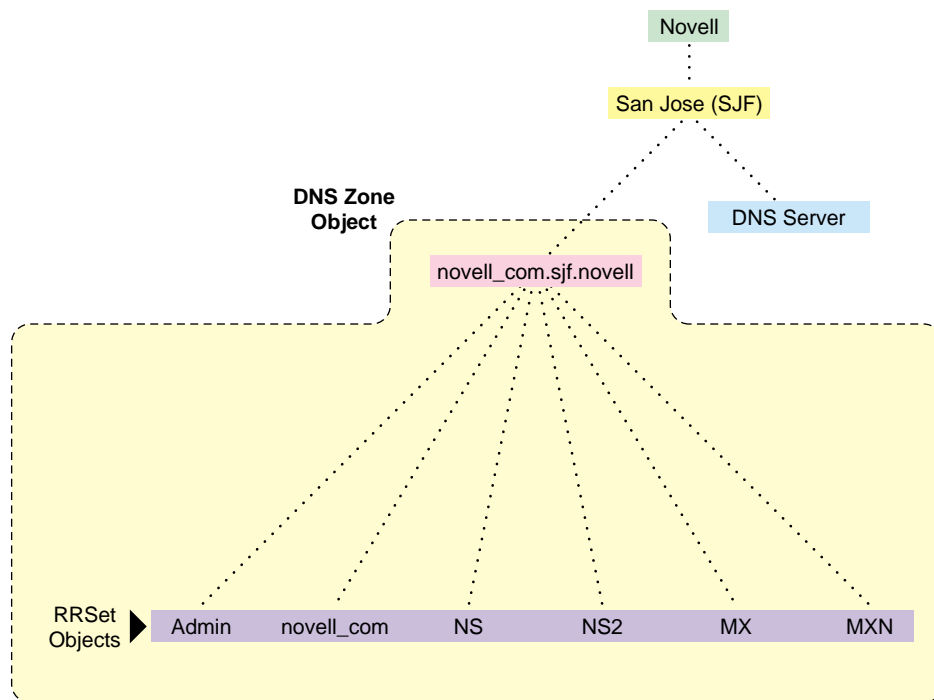 Novell
San Jose (SJF)
DNS Zone
Object
DNS Server
novell_com.sjf.novell
RRSet
Objects
Admin novell_com NS NS2 MX MXN